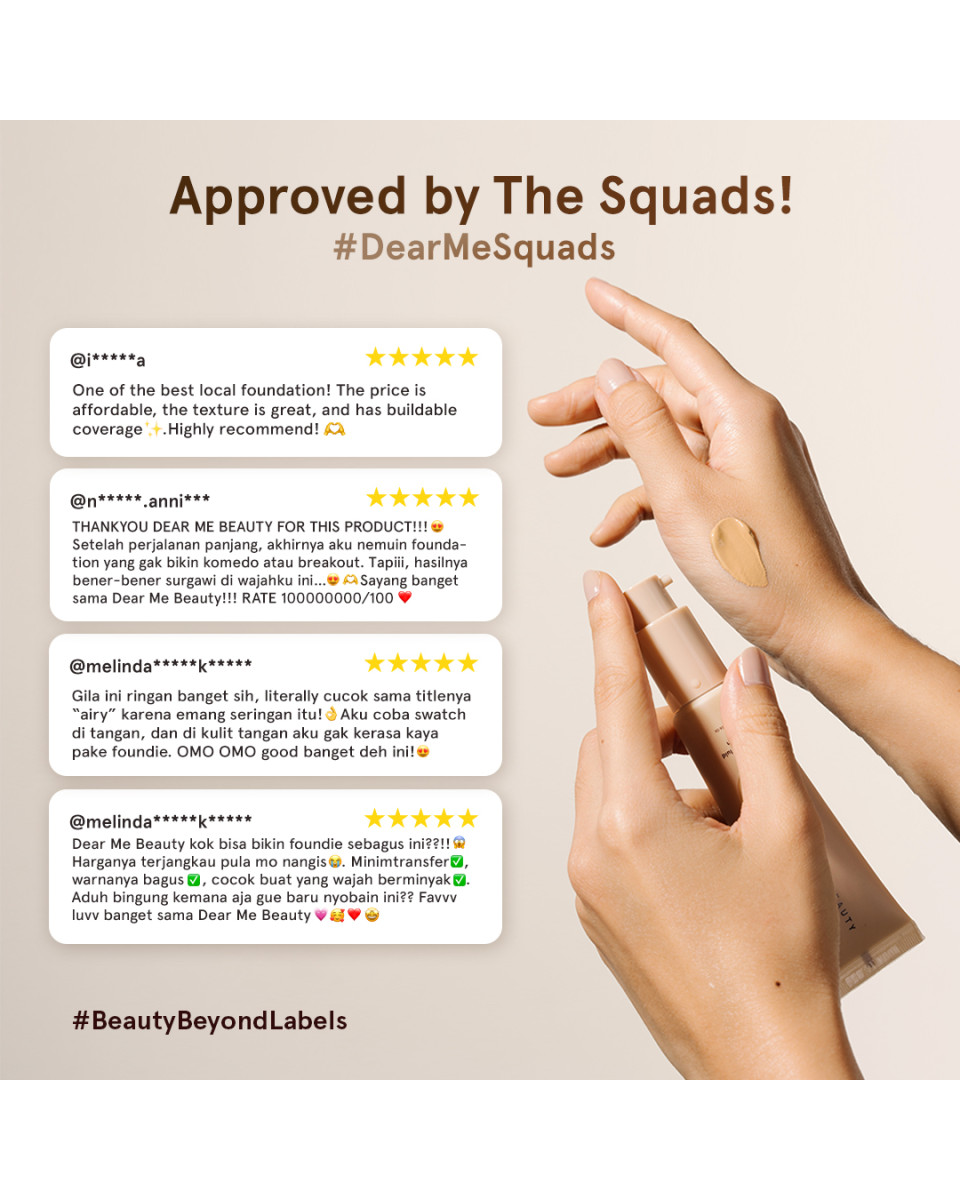 Approved by The Squads!
#DearMeSquads
@i*****a ★★★★★
One of the best local foundation! The price is
affordable, the texture is great, and has buildable
coverage✨.Highly recommend! 🫶
@n*****.anni*** ★★★★★
THANKYOU DEAR ME BEAUTY FOR THIS PRODUCT!!!😍
Setelah perjalanan panjang, akhirnya aku nemuin founda-
tion yang gak bikin komedo atau breakout. Tapiii, hasilnya
bener-bener surgawi di wajahku ini...😍🫶Sayang banget
sama Dear Me Beauty!!! RATE 100000000/100 ❤️
@melinda*****k***** ★★★★★
Gila ini ringan banget sih, literally cucok sama titlenya
“airy” karena emang seringan itu!👌Aku coba swatch
di tangan, dan di kulit tangan aku gak kerasa kaya
pake foundie. OMO OMO good banget deh ini!😍
@melinda*****k***** ★★★★★
Dear Me Beauty kok bisa bikin foundie sebagus ini??!!😱
Harganya terjangkau pula mo nangis😭. Minimtransfer✅,
warnanya bagus✅, cocok buat yang wajah berminyak✅.
Aduh bingung kemana aja gue baru nyobain ini?? Favvv
luvv banget sama Dear Me Beauty 💗🥰❤️🤩
#BeautyBeyondLabels